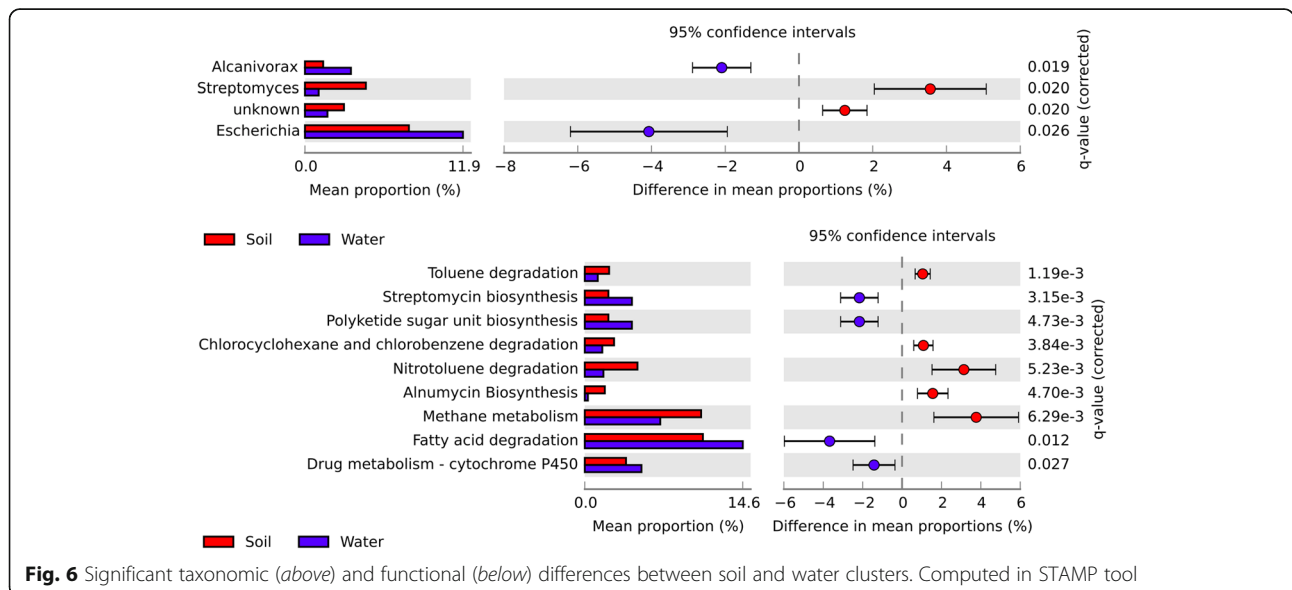 95% confidence intervals
Alcanivorax 0.019
Streptomyces 0.020
unknown 0.020
Escherichia 0.026
q-value (corrected)
0.0 11.9 −8 −6 −4 −2 0 2 4 6
Mean proportion (%) Difference in mean proportions (%)
Soil Water
95% confidence intervals
Toluene degradation 1.19e-3
Streptomycin biosynthesis 3.15e-3
Polyketide sugar unit biosynthesis 4.73e-3
Chlorocyclohexane and chlorobenzene degradation 3.84e-3
Nitrotoluene degradation 5.23e-3
Alnumycin Biosynthesis 4.70e-3
Methane metabolism 6.29e-3
Fatty acid degradation 0.012
Drug metabolism - cytochrome P450 0.027
q-value (corrected)
0.0 14.6 −6 −4 −2 0 2 4 6
Mean proportion (%) Difference in mean proportions (%)
Soil Water
Fig. 6 Significant taxonomic (above) and functional (below) differences between soil and water clusters. Computed in STAMP tool